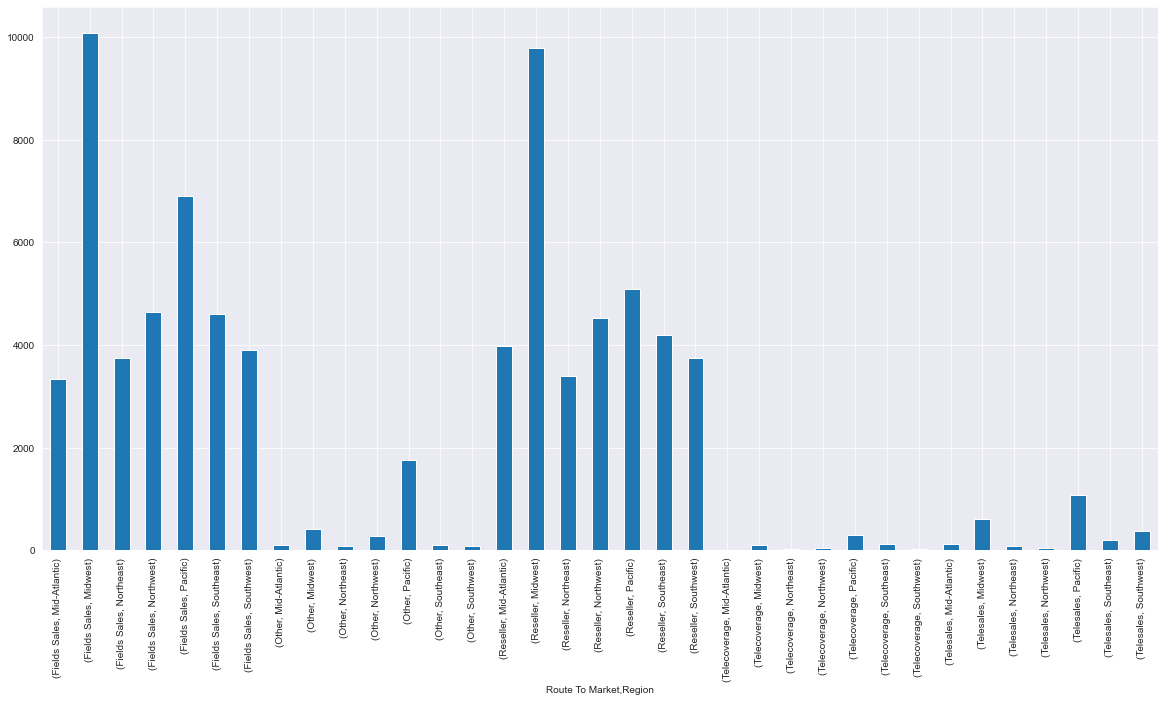 10000
8000
6000
4000
2000
0
(Fields Sales, Mid-Atlantic)
(Fields Sales, Midwest)
(Fields Sales, Northeast)
(Fields Sales, Northwest)
(Fields Sales, Pacific)
(Fields Sales, Southeast)
(Fields Sales, Southwest)
(Other, Mid-Atlantic)
(Other, Midwest)
(Other, Northeast)
(Other, Northwest)
(Other, Pacific)
(Other, Southeast)
(Other, Southwest)
(Reseller, Mid-Atlantic)
(Reseller, Midwest)
(Reseller, Northeast)
(Reseller, Northwest)
(Reseller, Pacific)
(Reseller, Southeast)
(Reseller, Southwest)
(Telecoverage, Mid-Atlantic)
(Telecoverage, Midwest)
(Telecoverage, Northeast)
(Telecoverage, Northwest)
(Telecoverage, Pacific)
(Telecoverage, Southeast)
(Telecoverage, Southwest)
(Telesales, Mid-Atlantic)
(Telesales, Midwest)
(Telesales, Northeast)
(Telesales, Northwest)
(Telesales, Pacific)
(Telesales, Southeast)
(Telesales, Southwest)
Route To Market,Region